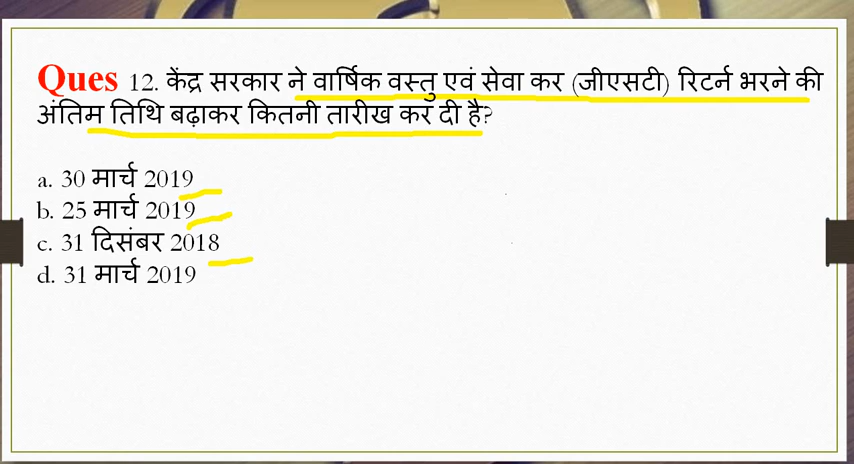 Ques 12. केंद्र सरकार ने वार्षिक वस्तु एवं सेवा कर (जीएसटी) रिटर्न भरने की
अंतिम तिथि बढ़ाकर कितनी तारीख कर दी है?
a. 30 मार्च 2019
b. 25 मार्च 2019
c. 31 दिसंबर 2018
d. 31 मार्च 2019